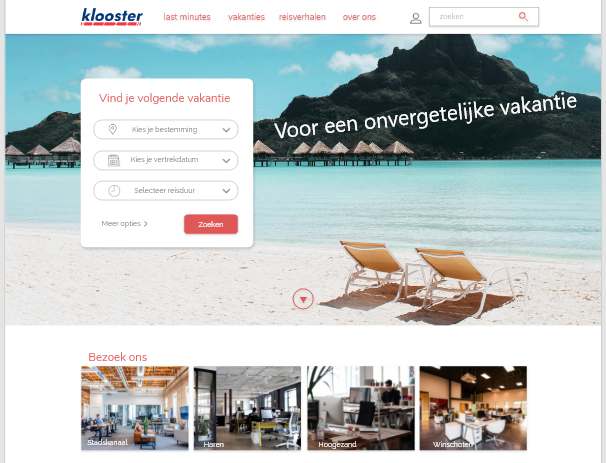 klooster
last minutes
vakanties
reisverhalen
over ons
zoeken
Vind je volgende vakantie
Kies je bestemming
Kies je vertrekdatum
Selecteer reisduur
Meer opties
Zoeken
Voor een onvergetelijke vakantie
Bezoek ons
Stadskanaal
Haren
Hoogezand
Winschoten